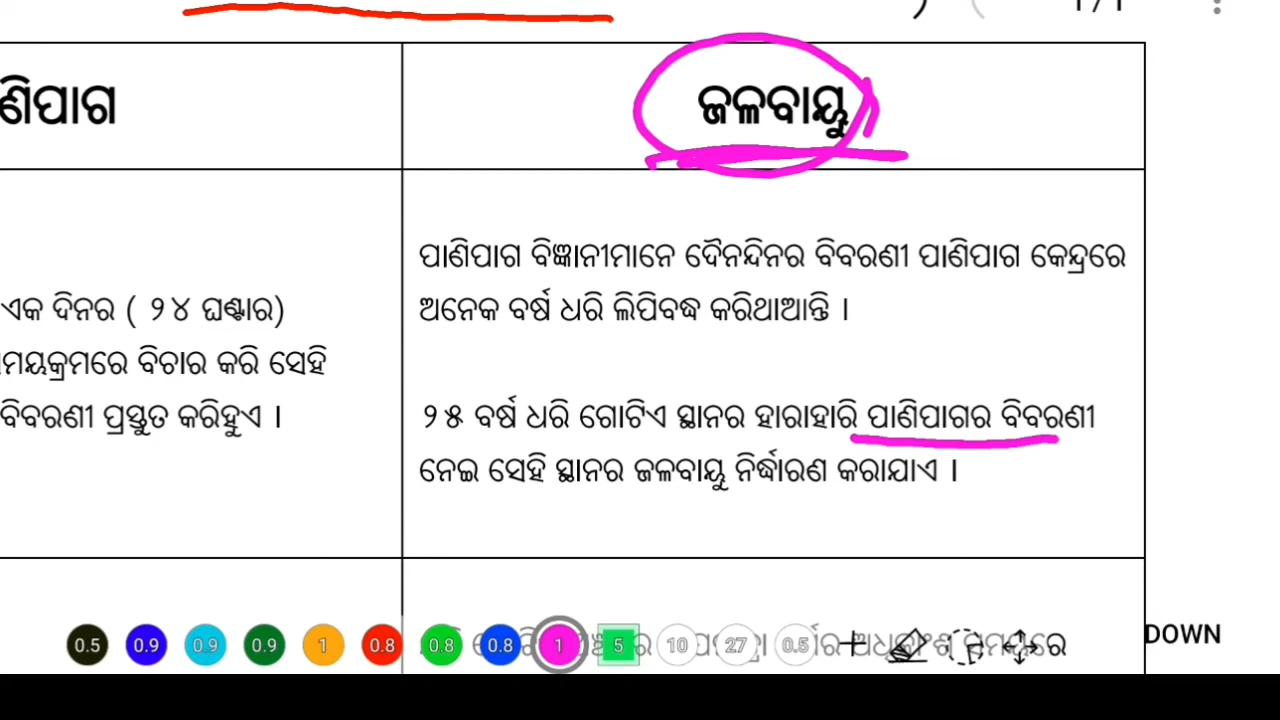 1 / 1
ଣିପାଗ
ଜଳବାୟୁ
ଏକ ଦିନର ( ୨୪ ଘଣ୍ଟାର)
ମୟକ୍ରମରେ ବିଚାର କରି ସେହି
ବିବରଣୀ ପ୍ରସ୍ତୁତ କରିହୁଏ ।
ପାଣିପାଗ ବିଜ୍ଞାନୀମାନେ ଦୈନନ୍ଦିନର ବିବରଣୀ ପାଣିପାଗ କେନ୍ଦ୍ରରେ
ଅନେକ ବର୍ଷ ଧରି ଲିପିବଦ୍ଧ କରିଥାଆନ୍ତି ।
୨୫ ବର୍ଷ ଧରି ଗୋଟିଏ ସ୍ଥାନର ହାରାହାରି ପାଣିପାଗର ବିବରଣୀ
ନେଇ ସେହି ସ୍ଥାନର ଜଳବାୟୁ ନିର୍ଦ୍ଧାରଣ କରାଯାଏ ।
0.5 0.9 0.9 0.9 1 0.8 0.8 0.8 1 5 10 27 0.5
DOWN